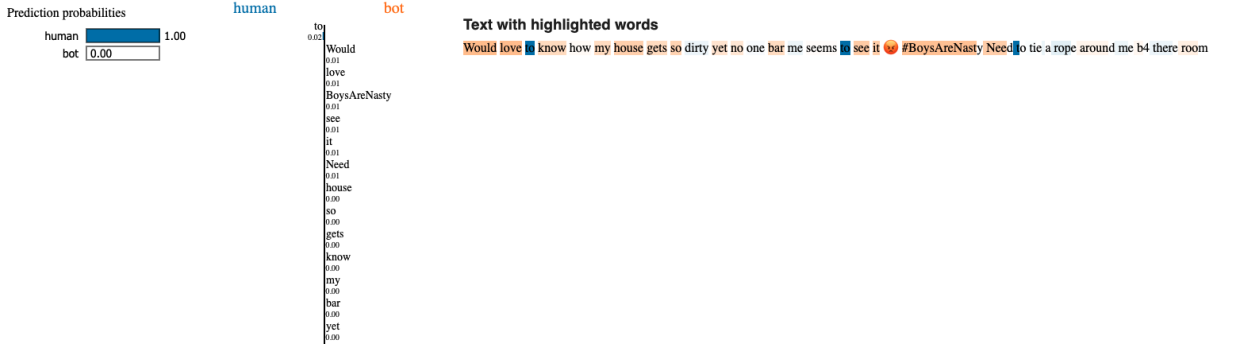 Prediction probabilities
human 1.00
bot 0.00
human bot
to
0.02
Would
0.01
love
0.01
BoysAreNasty
0.01
see
0.01
it
0.01
Need
0.01
house
0.00
so
0.00
gets
0.00
know
0.00
my
0.00
bar
0.00
yet
0.00
Text with highlighted words
Would love to know how my house gets so dirty yet no one bar me seems to see it 😡 #BoysAreNasty Need to tie a rope around me b4 there room